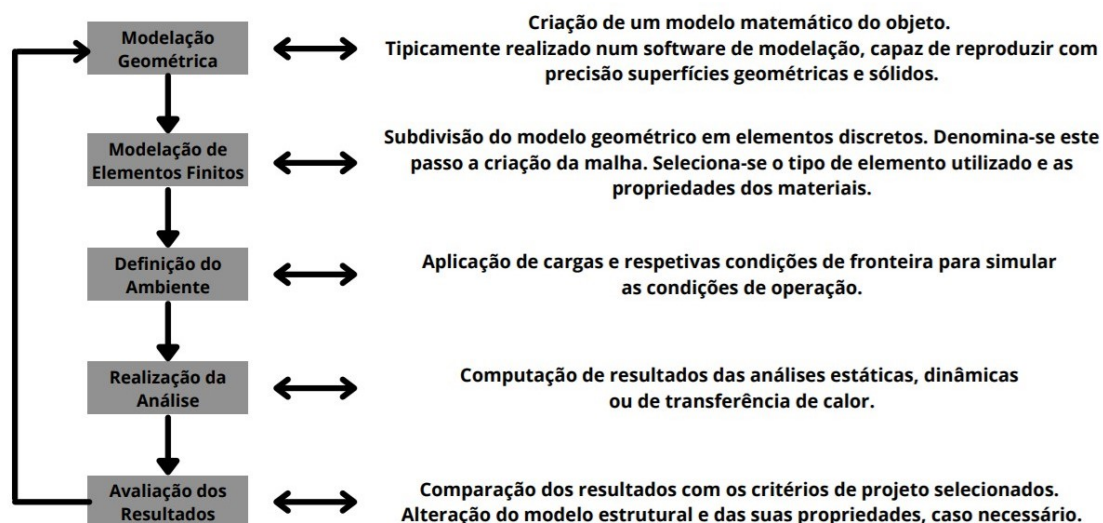 Modelação
Geométrica
Criação de um modelo matemático do objeto.
Tipicamente realizado num software de modelação, capaz de reproduzir com
precisão superfícies geométricas e sólidos.
Modelação de
Elementos Finitos
Subdivisão do modelo geométrico em elementos discretos. Denomina-se este
passo a criação da malha. Seleciona-se o tipo de elemento utilizado e as
propriedades dos materiais.
Definição do
Ambiente
Aplicação de cargas e respetivas condições de fronteira para simular
as condições de operação.
Realização da
Análise
Computação de resultados das análises estáticas, dinâmicas
ou de transferência de calor.
Avaliação dos
Resultados
Comparação dos resultados com os critérios de projeto selecionados.
Alteração do modelo estrutural e das suas propriedades, caso necessário.